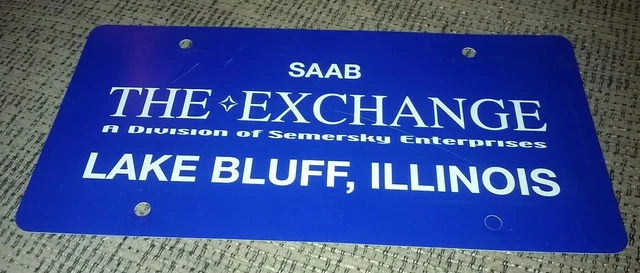 SAAB
THE✧EXCHANGE
A Division of Semersky Enterprises
LAKE BLUFF, ILLINOIS